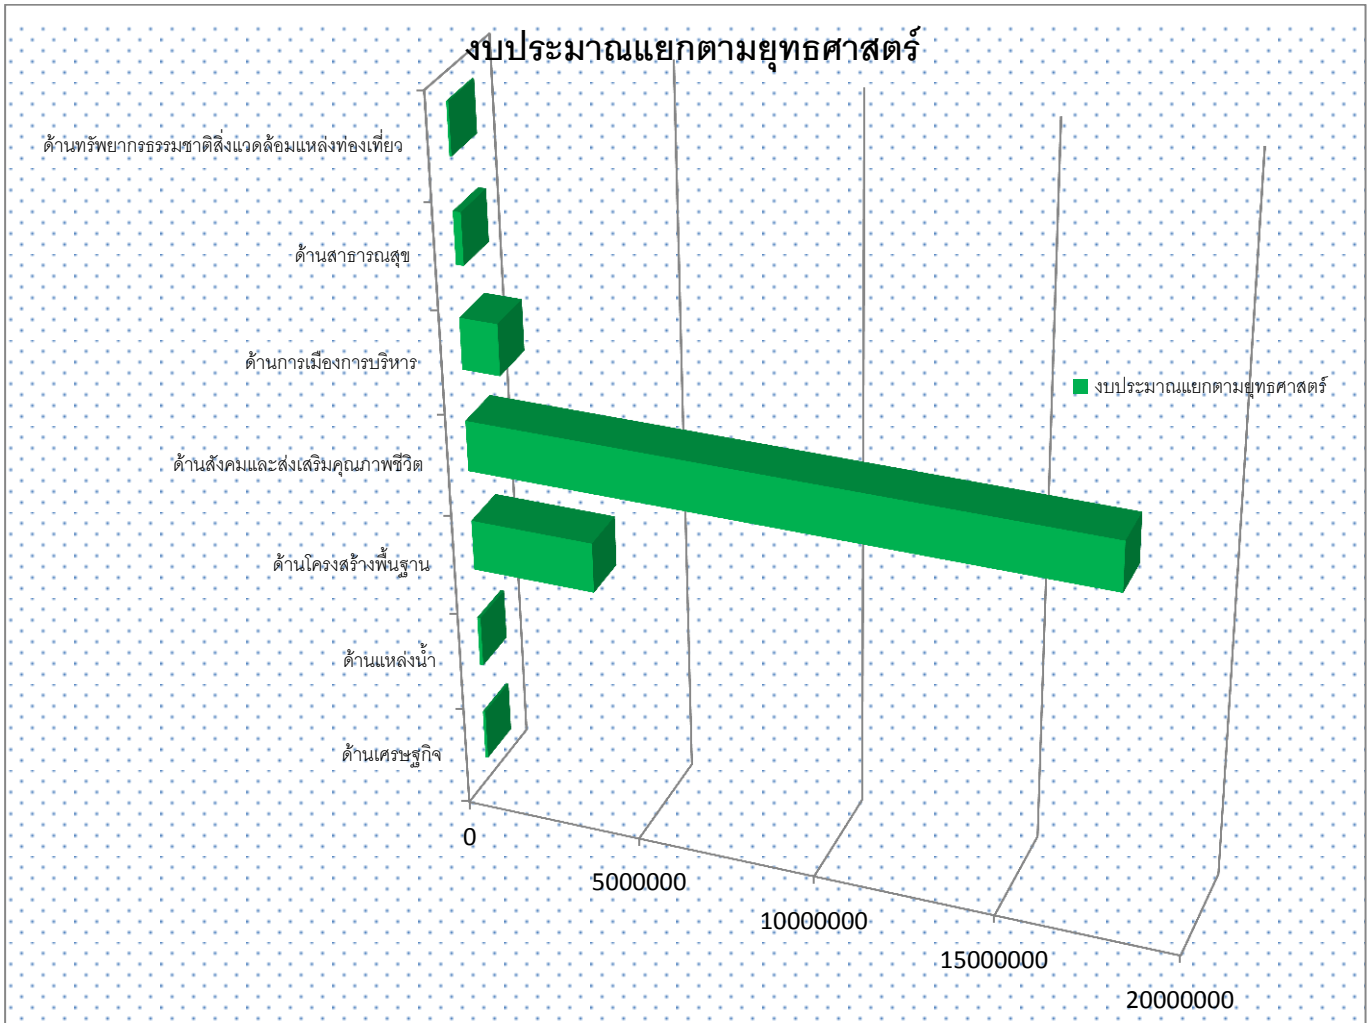 งบประมาณแยกตามยุทธศาสตร์
ด้านทรัพยากรธรรมชาติสิ่งแวดล้อมแหล่งท่องเที่ยว
ด้านสาธารณสุข
ด้านการเมืองการบริหาร
งบประมาณแยกตามยุทธศาสตร์
ด้านสังคมและส่งเสริมคุณภาพชีวิต
ด้านโครงสร้างพื้นฐาน
ด้านแหล่งน้ำ
ด้านเศรษฐกิจ
0
5000000
10000000
15000000
20000000